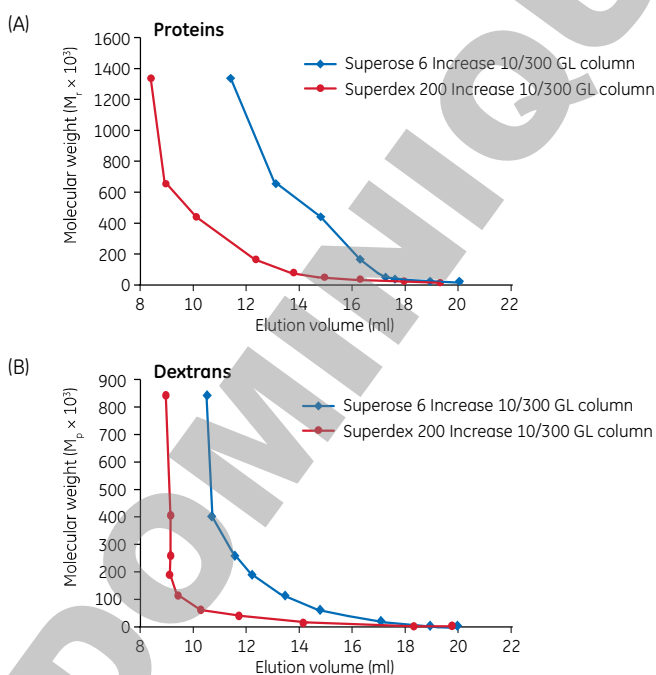 (A)
Proteins
Molecular weight (Mr × 10³)
1600
1400
1200
1000
800
600
400
200
0
8 10 12 14 16 18 20 22
Elution volume (ml)
Superose 6 Increase 10/300 GL column
Superdex 200 Increase 10/300 GL column
(B)
Dextrans
Molecular weight (Mp × 10³)
900
800
700
600
500
400
300
200
100
0
8 10 12 14 16 18 20 22
Elution volume (ml)
Superose 6 Increase 10/300 GL column
Superdex 200 Increase 10/300 GL column
DOMINIQU